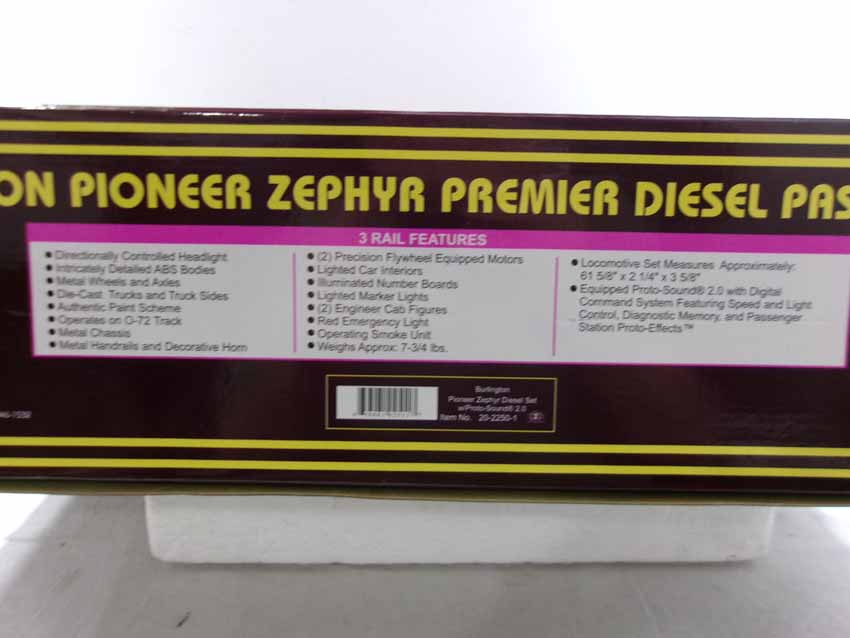 ON PIONEER ZEPHYR PREMIER DIESEL PAS
3 RAIL FEATURES
• Directionally Controlled Headlight
• Intricately Detailed ABS Bodies
• Metal Wheels and Axles
• Die-Cast Trucks and Truck Sides
• Authentic Paint Scheme
• Operates on O-72 Track
• Metal Chassis
• Metal Handrails and Decorative Horn
• (2) Precision Flywheel Equipped Motors
• Lighted Car Interiors
• Illuminated Number Boards
• Lighted Marker Lights
• (2) Engineer Cab Figures
• Red Emergency Light
• Operating Smoke Unit
• Weighs Approx: 7-3/4 lbs.
• Locomotive Set Measures Approximately:
61 5/8" x 2 1/4" x 3 5/8"
• Equipped Proto-Sound® 2.0 with Digital
Command System Featuring Speed and Light
Control, Diagnostic Memory, and Passenger
Station Proto-Effects™
Burlington
Pioneer Zephyr Diesel Set
w/Proto-Sound® 2.0
Item No. 20-2250-1